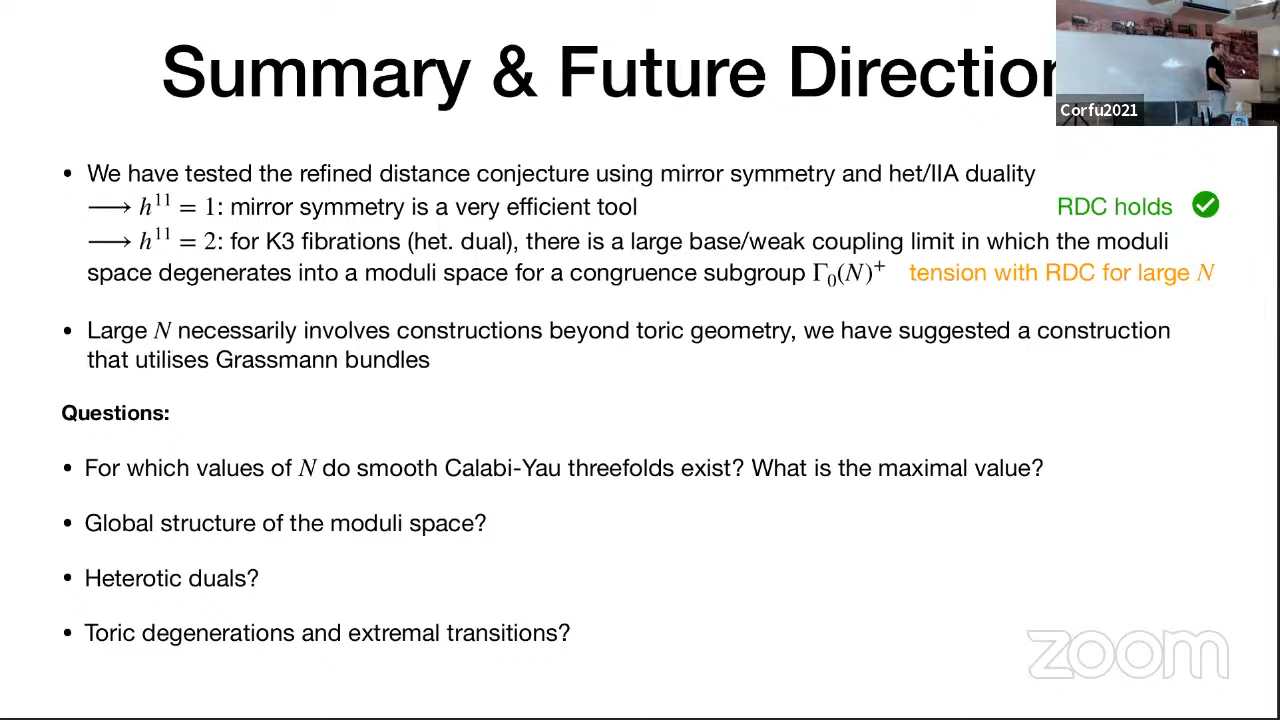 Summary & Future Direction
Corfu2021
• We have tested the refined distance conjecture using mirror symmetry and het/IIA duality
⟶ h¹¹ = 1: mirror symmetry is a very efficient tool RDC holds
⟶ h¹¹ = 2: for K3 fibrations (het. dual), there is a large base/weak coupling limit in which the moduli
space degenerates into a moduli space for a congruence subgroup Γ₀(N)⁺ tension with RDC for large N
• Large N necessarily involves constructions beyond toric geometry, we have suggested a construction
that utilises Grassmann bundles
Questions:
• For which values of N do smooth Calabi-Yau threefolds exist? What is the maximal value?
• Global structure of the moduli space?
• Heterotic duals?
• Toric degenerations and extremal transitions?
zoom